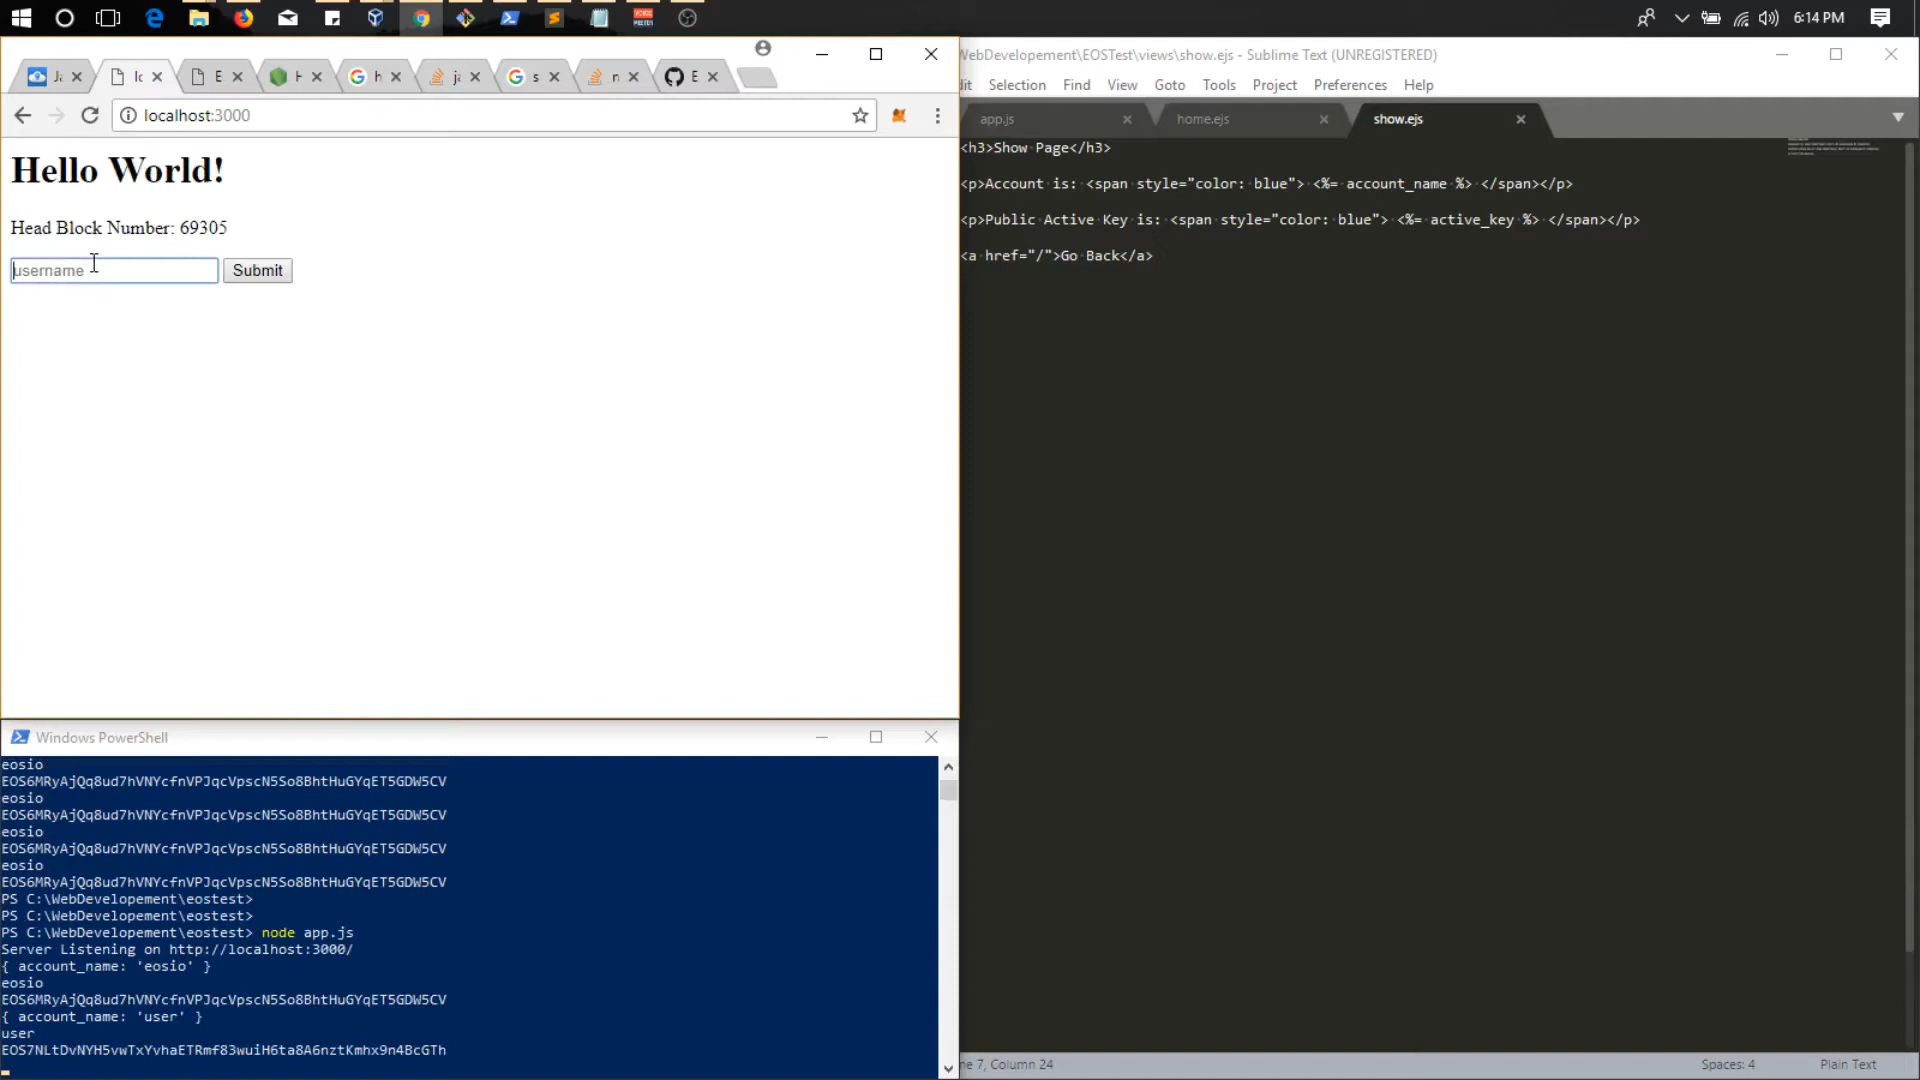 6:14 PM
localhost:3000
Hello World!
Head Block Number: 69305
username
Submit
WebDevelopement\EOSTest\views\show.ejs - Sublime Text (UNREGISTERED)
Selection Find View Goto Tools Project Preferences Help
app.js home.ejs show.ejs
<h3>Show Page</h3>
<p>Account is: <span style="color: blue"> <%= account_name %> </span></p>
<p>Public Active Key is: <span style="color: blue"> <%= active_key %> </span></p>
<a href="/">Go Back</a>
Windows PowerShell
eosio
EOS6MRyAjQq8ud7hVNYcfnVPJqcVpscN5So8BhtHuGYqET5GDW5CV
eosio
EOS6MRyAjQq8ud7hVNYcfnVPJqcVpscN5So8BhtHuGYqET5GDW5CV
eosio
EOS6MRyAjQq8ud7hVNYcfnVPJqcVpscN5So8BhtHuGYqET5GDW5CV
eosio
EOS6MRyAjQq8ud7hVNYcfnVPJqcVpscN5So8BhtHuGYqET5GDW5CV
PS C:\WebDevelopement\eostest>
PS C:\WebDevelopement\eostest>
PS C:\WebDevelopement\eostest> node app.js
Server Listening on http://localhost:3000/
{ account_name: 'eosio' }
eosio
EOS6MRyAjQq8ud7hVNYcfnVPJqcVpscN5So8BhtHuGYqET5GDW5CV
{ account_name: 'user' }
user
EOS7NLtDvNYH5vwTxYvhaETRmf83wuiH6ta8A6nztKmhx9n4BcGTh
ne 7, Column 24
Spaces: 4
Plain Text